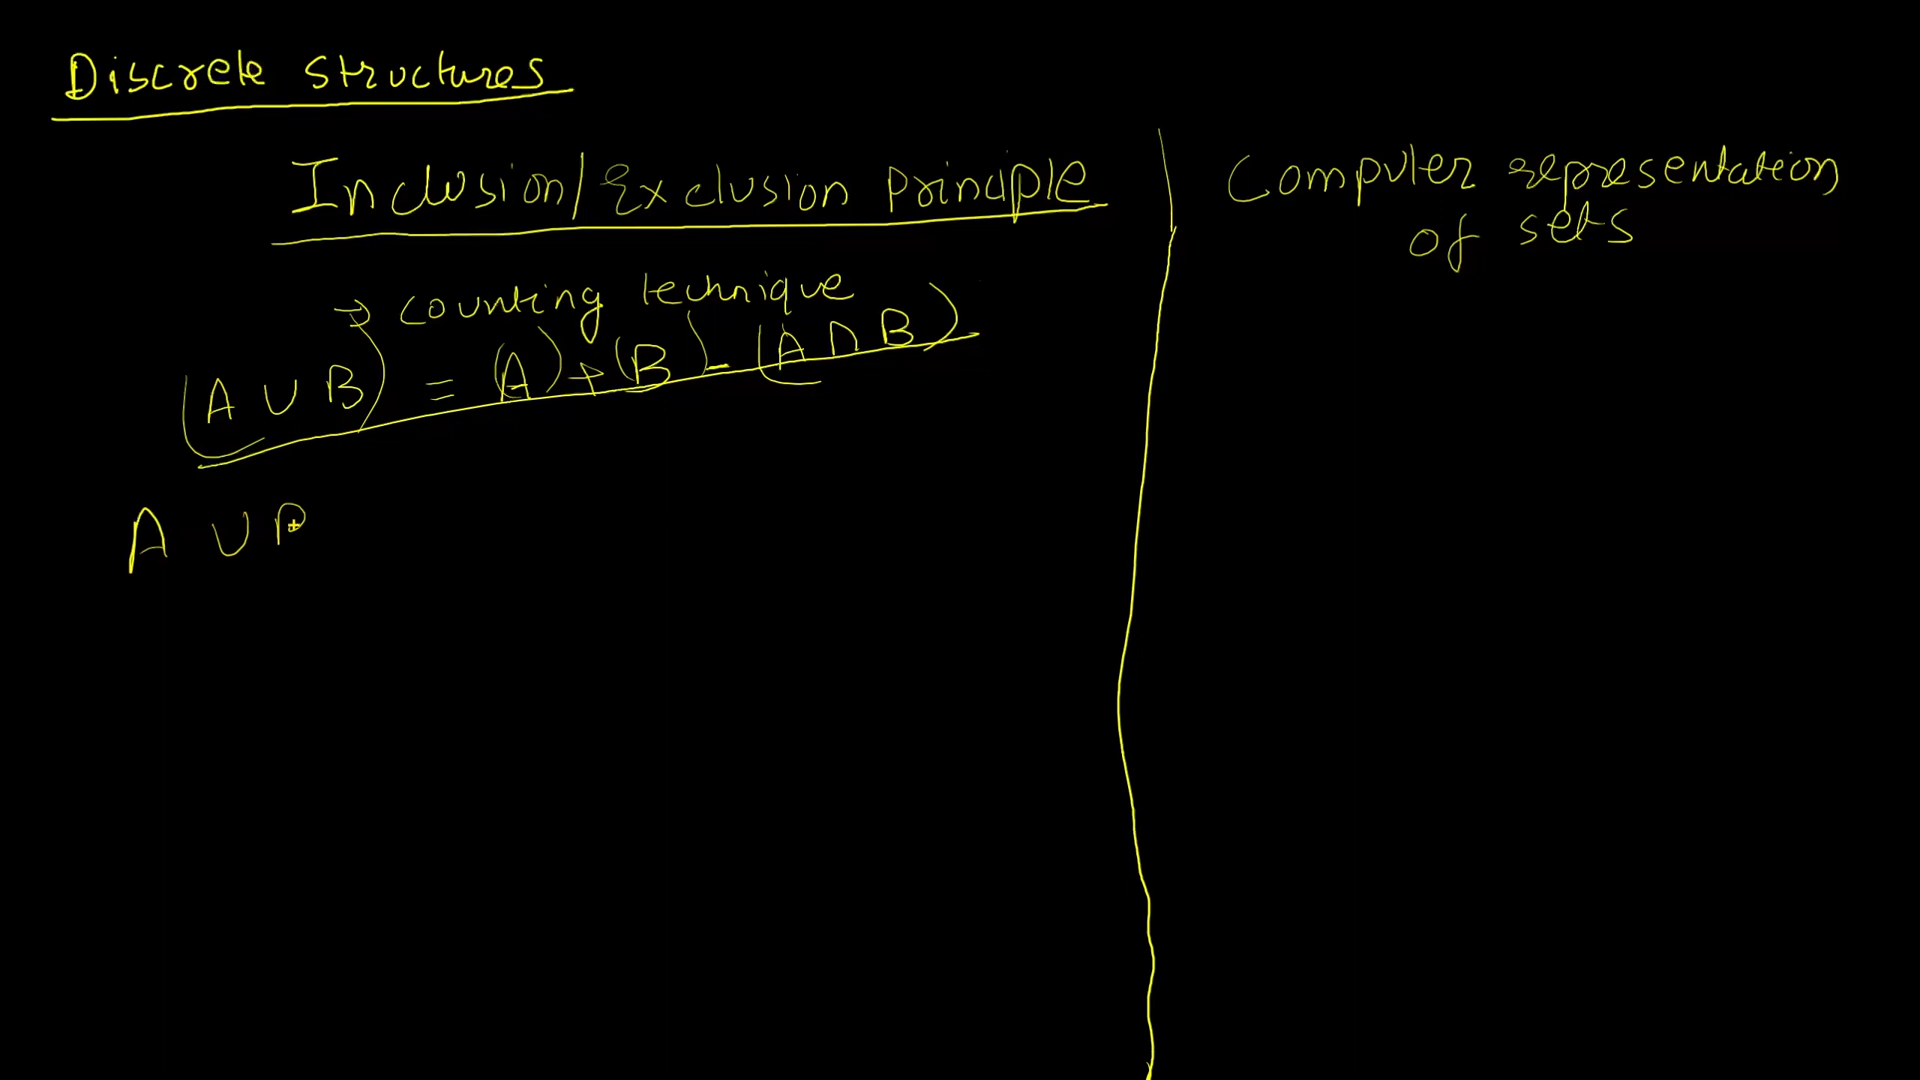 Discrete structures
Inclusion/Exclusion principle
→ counting technique
(A ∪ B) = (A) + (B) - (A ∩ B)
A ∪
Computer representation
of sets